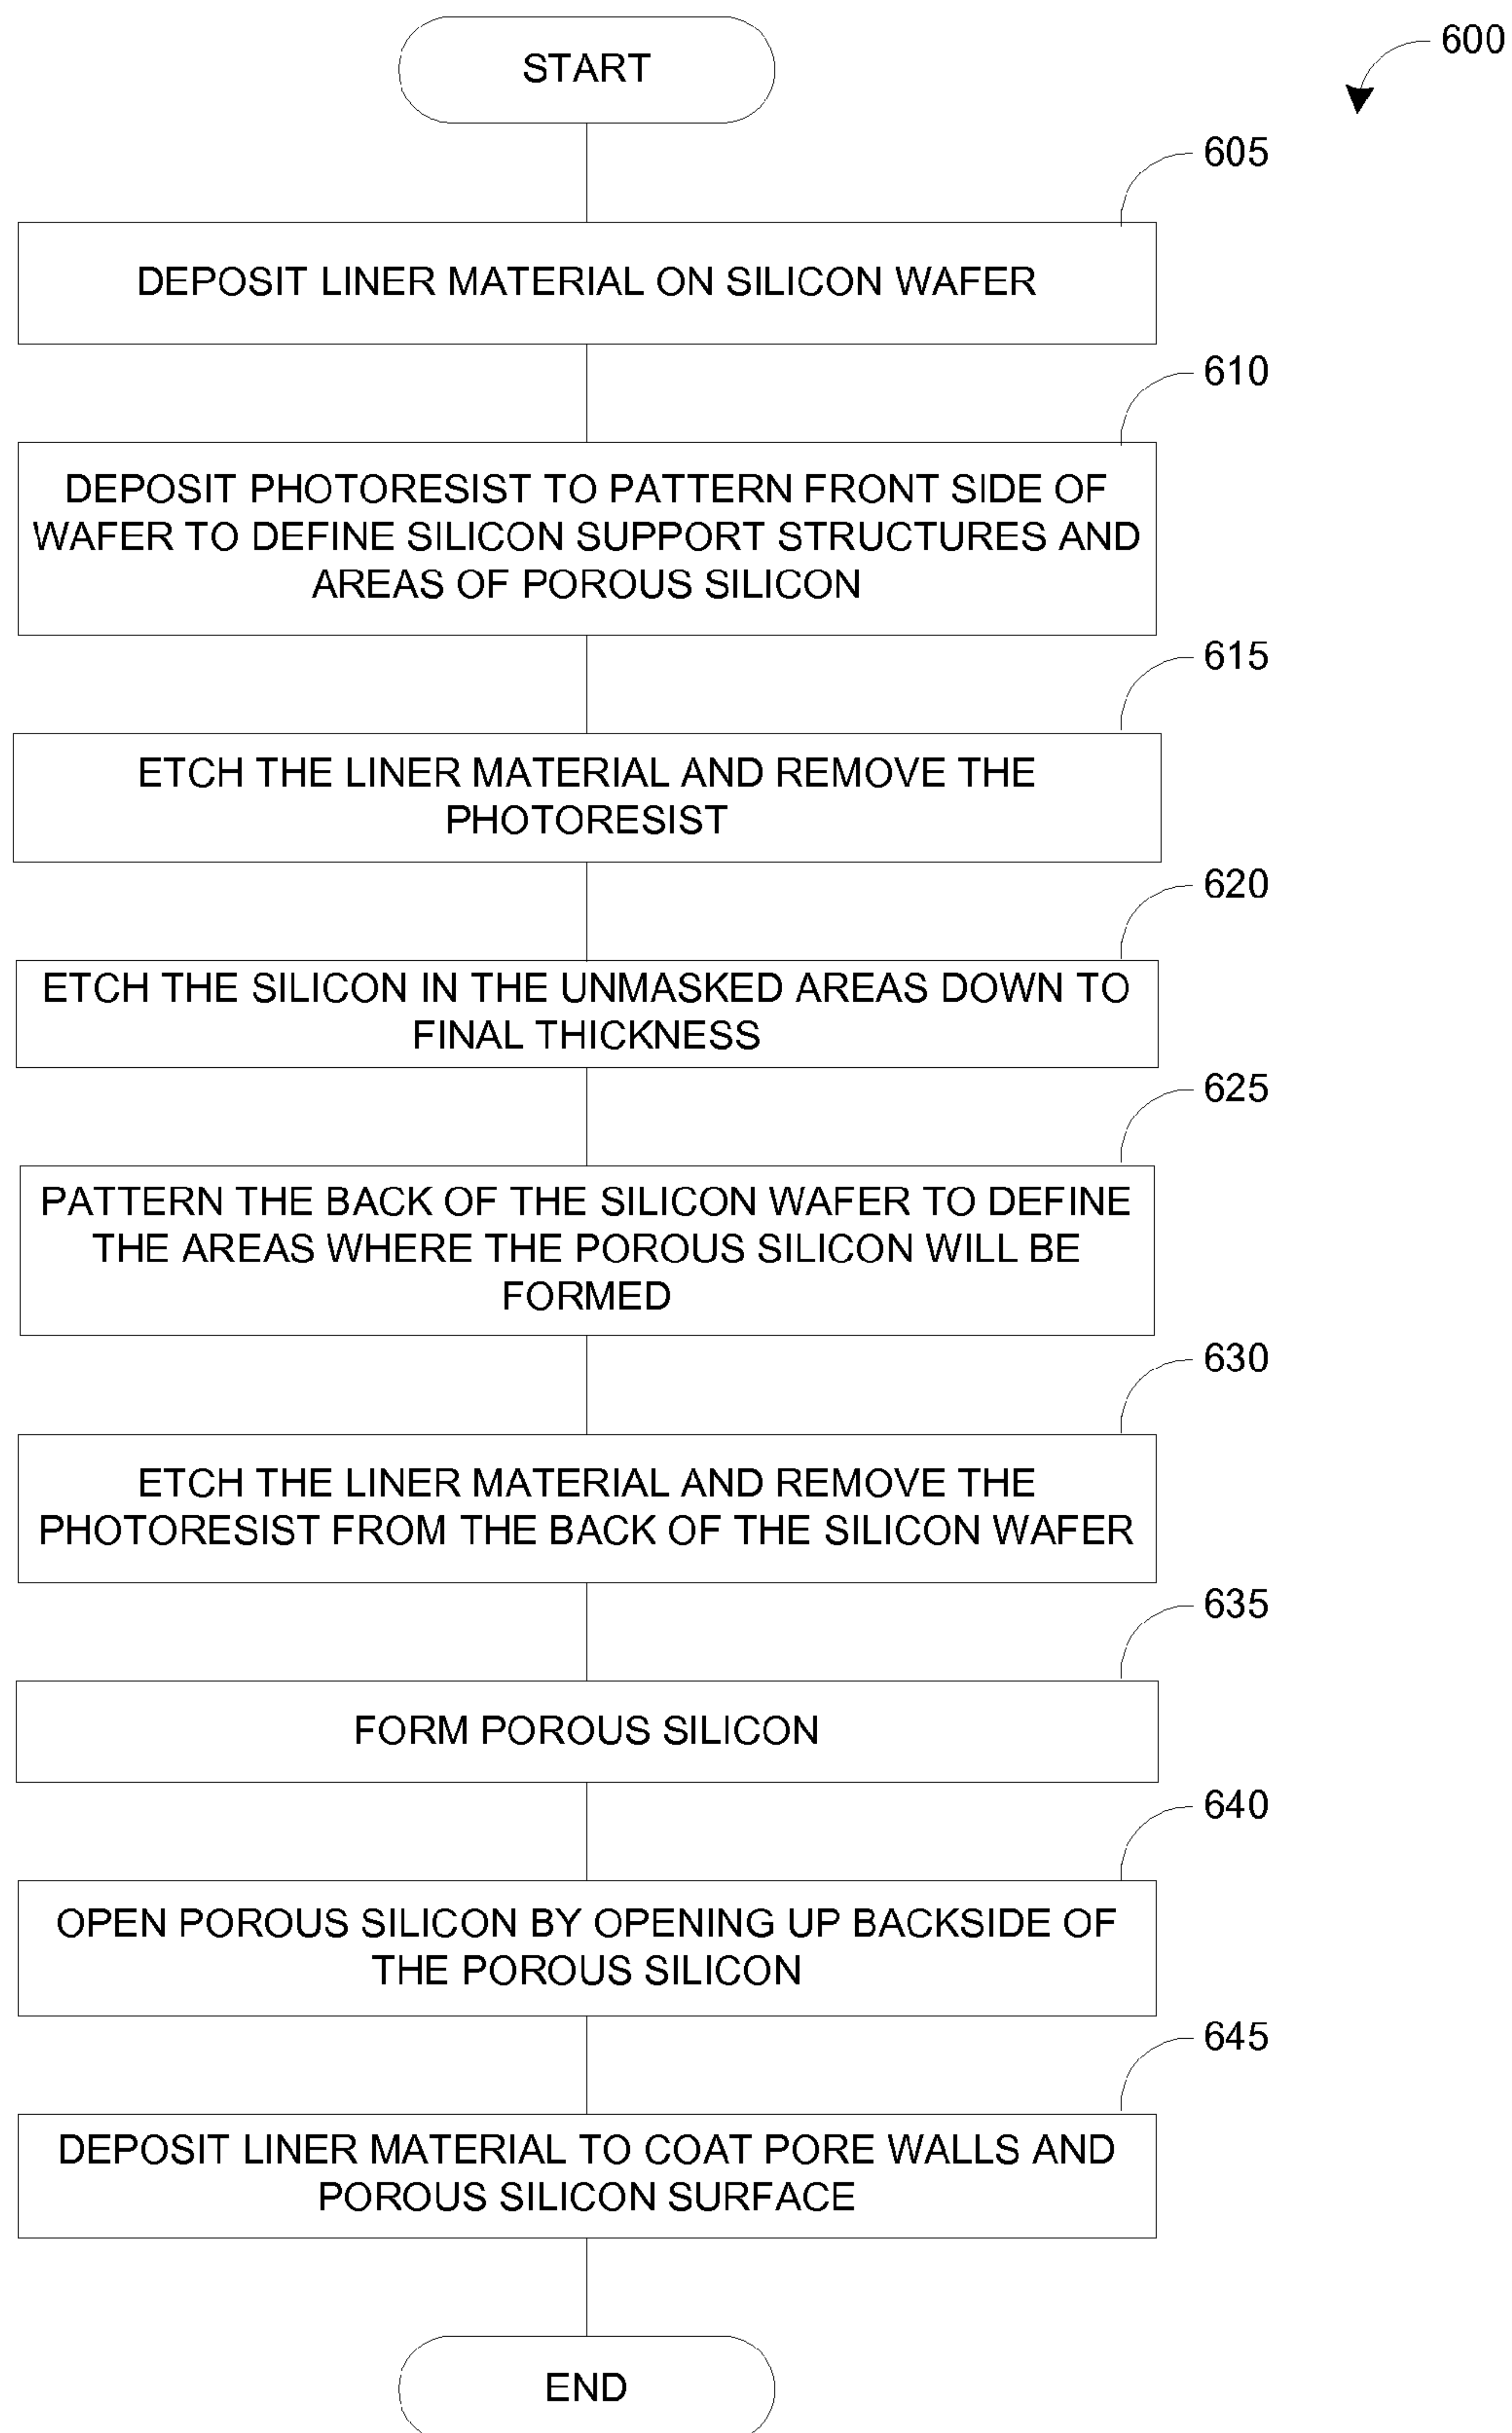 START
600
605
DEPOSIT LINER MATERIAL ON SILICON WAFER
610
DEPOSIT PHOTORESIST TO PATTERN FRONT SIDE OF
WAFER TO DEFINE SILICON SUPPORT STRUCTURES AND
AREAS OF POROUS SILICON
615
ETCH THE LINER MATERIAL AND REMOVE THE
PHOTORESIST
620
ETCH THE SILICON IN THE UNMASKED AREAS DOWN TO
FINAL THICKNESS
625
PATTERN THE BACK OF THE SILICON WAFER TO DEFINE
THE AREAS WHERE THE POROUS SILICON WILL BE
FORMED
630
ETCH THE LINER MATERIAL AND REMOVE THE
PHOTORESIST FROM THE BACK OF THE SILICON WAFER
635
FORM POROUS SILICON
640
OPEN POROUS SILICON BY OPENING UP BACKSIDE OF
THE POROUS SILICON
645
DEPOSIT LINER MATERIAL TO COAT PORE WALLS AND
POROUS SILICON SURFACE
END